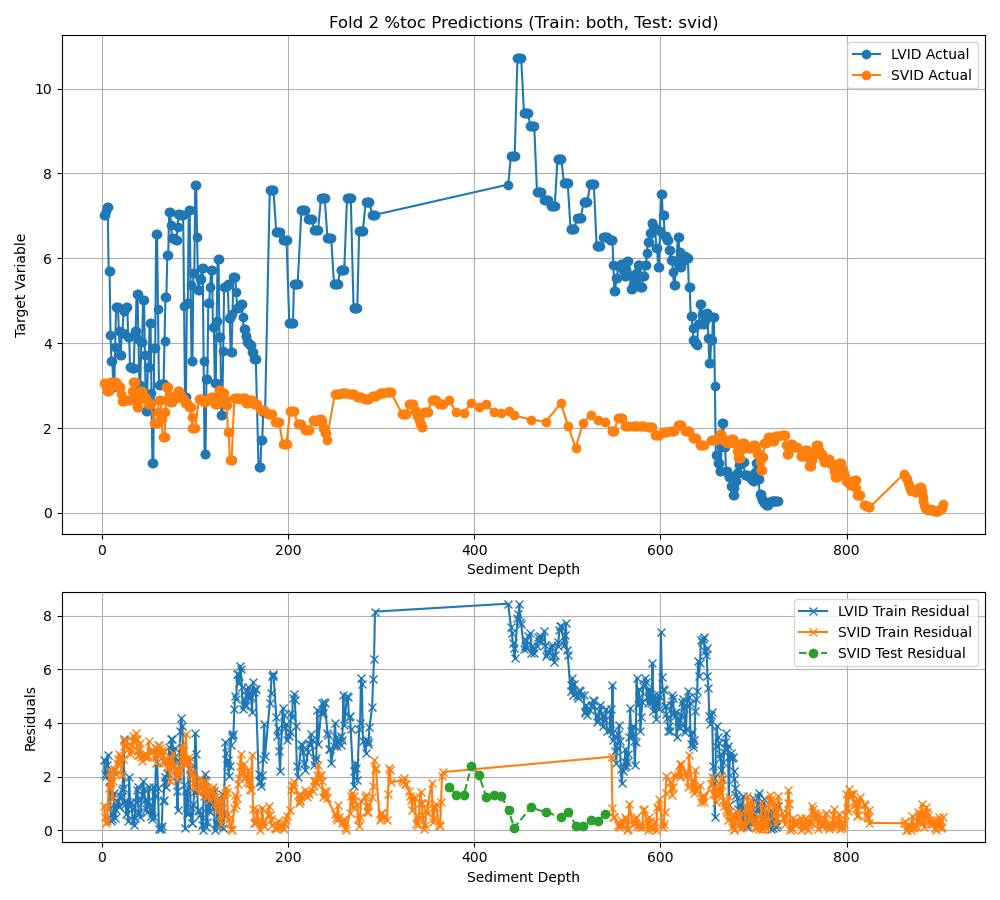 Fold 2 %toc Predictions (Train: both, Test: svid)
LVID Actual
SVID Actual
10
8
6
4
2
0
Target Variable
0 200 400 600 800
Sediment Depth
LVID Train Residual
SVID Train Residual
SVID Test Residual
8
6
4
2
0
Residuals
0 200 400 600 800
Sediment Depth